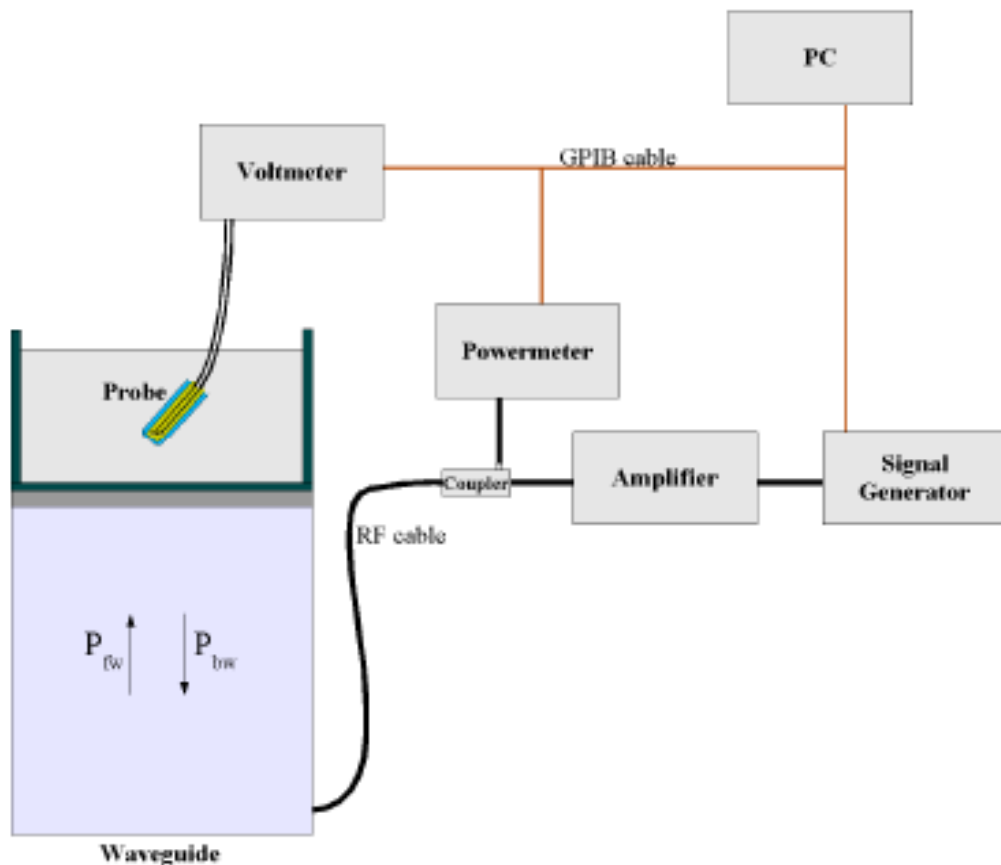 PC
GPIB cable
Voltmeter
Powermeter
Probe
Coupler
Amplifier
Signal
Generator
RF cable
P fw
P bw
Waveguide